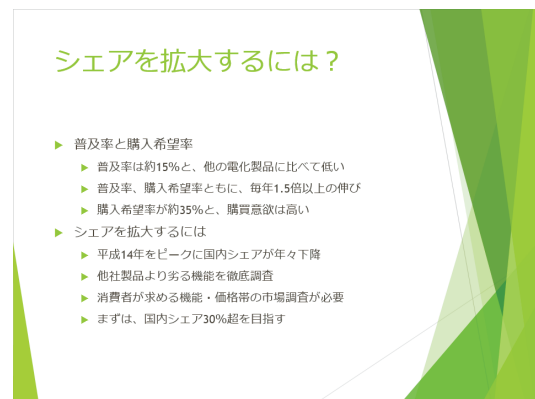 シェアを拡大するには？
普及率と購入希望率
普及率は約15%と、他の電化製品に比べて低い
普及率、購入希望率ともに、毎年1.5倍以上の伸び
購入希望率が約35%と、購買意欲は高い
シェアを拡大するには
平成14年をピークに国内シェアが年々下降
他社製品より劣る機能を徹底調査
消費者が求める機能・価格帯の市場調査が必要
まずは、国内シェア30%超を目指す